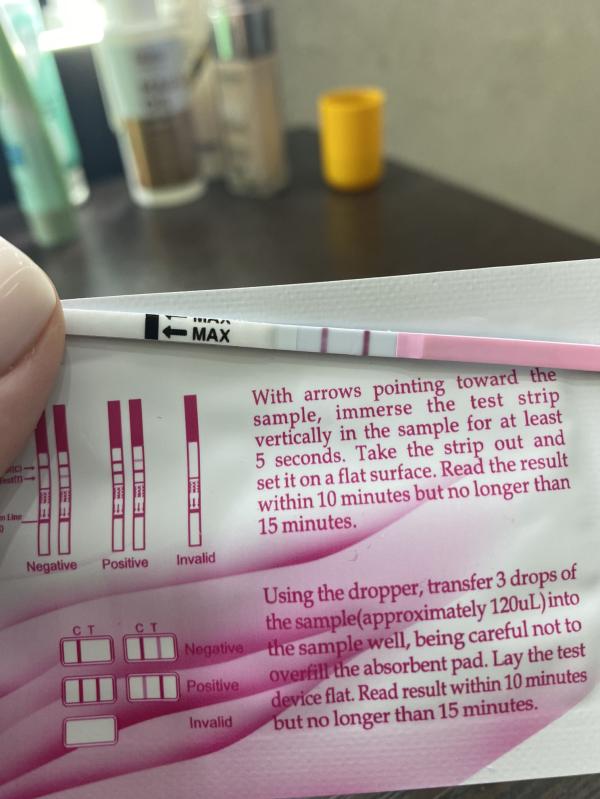 MAX
MAX
With arrows pointing toward the
sample, immerse the test strip
vertically in the sample for at least
5 seconds. Take the strip out and
set it on a flat surface. Read the result
within 10 minutes but no longer than
15 minutes.
Negative
Positive
Invalid
Using the dropper, transfer 3 drops of
the sample(approximately 120uL)into
the sample well, being careful not to
overfill the absorbent pad. Lay the test
device flat. Read result within 10 minutes
but no longer than 15 minutes.
C T
C T
Negative
Positive
Invalid